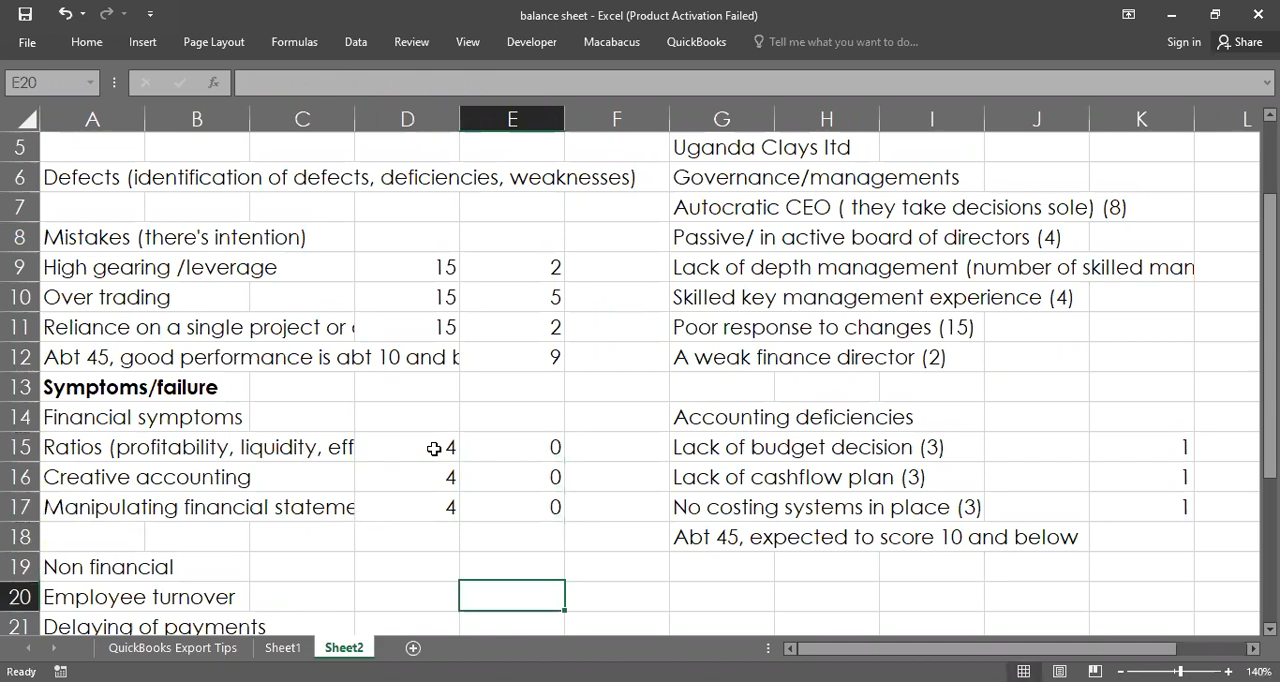 balance sheet - Excel (Product Activation Failed)
File Home Insert Page Layout Formulas Data Review View Developer Macabacus QuickBooks Tell me what you want to do... Sign in Share
E20 fx
A B C D E F G H I J K L
5 Uganda Clays ltd
6 Defects (identification of defects, deficiencies, weaknesses) Governance/managements
7 Autocratic CEO ( they take decisions sole) (8)
8 Mistakes (there's intention) Passive/ in active board of directors (4)
9 High gearing /leverage 15 2 Lack of depth management (number of skilled man
10 Over trading 15 5 Skilled key management experience (4)
11 Reliance on a single project or 15 2 Poor response to changes (15)
12 Abt 45, good performance is abt 10 and b 9 A weak finance director (2)
13 Symptoms/failure
14 Financial symptoms Accounting deficiencies
15 Ratios (profitability, liquidity, eff 4 0 Lack of budget decision (3) 1
16 Creative accounting 4 0 Lack of cashflow plan (3) 1
17 Manipulating financial stateme 4 0 No costing systems in place (3) 1
18 Abt 45, expected to score 10 and below
19 Non financial
20 Employee turnover
21 Delaying of payments
QuickBooks Export Tips Sheet1 Sheet2
Ready 140%